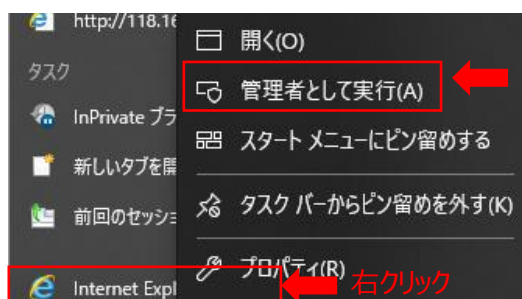 http://118.16
タスク
InPrivate ブラ
新しいタブを開
前回のセッショ
Internet Expl
開く(O)
管理者として実行(A)
スタート メニューにピン留めする
タスク バーからピン留めを外す(K)
プロパティ(R)
右クリック